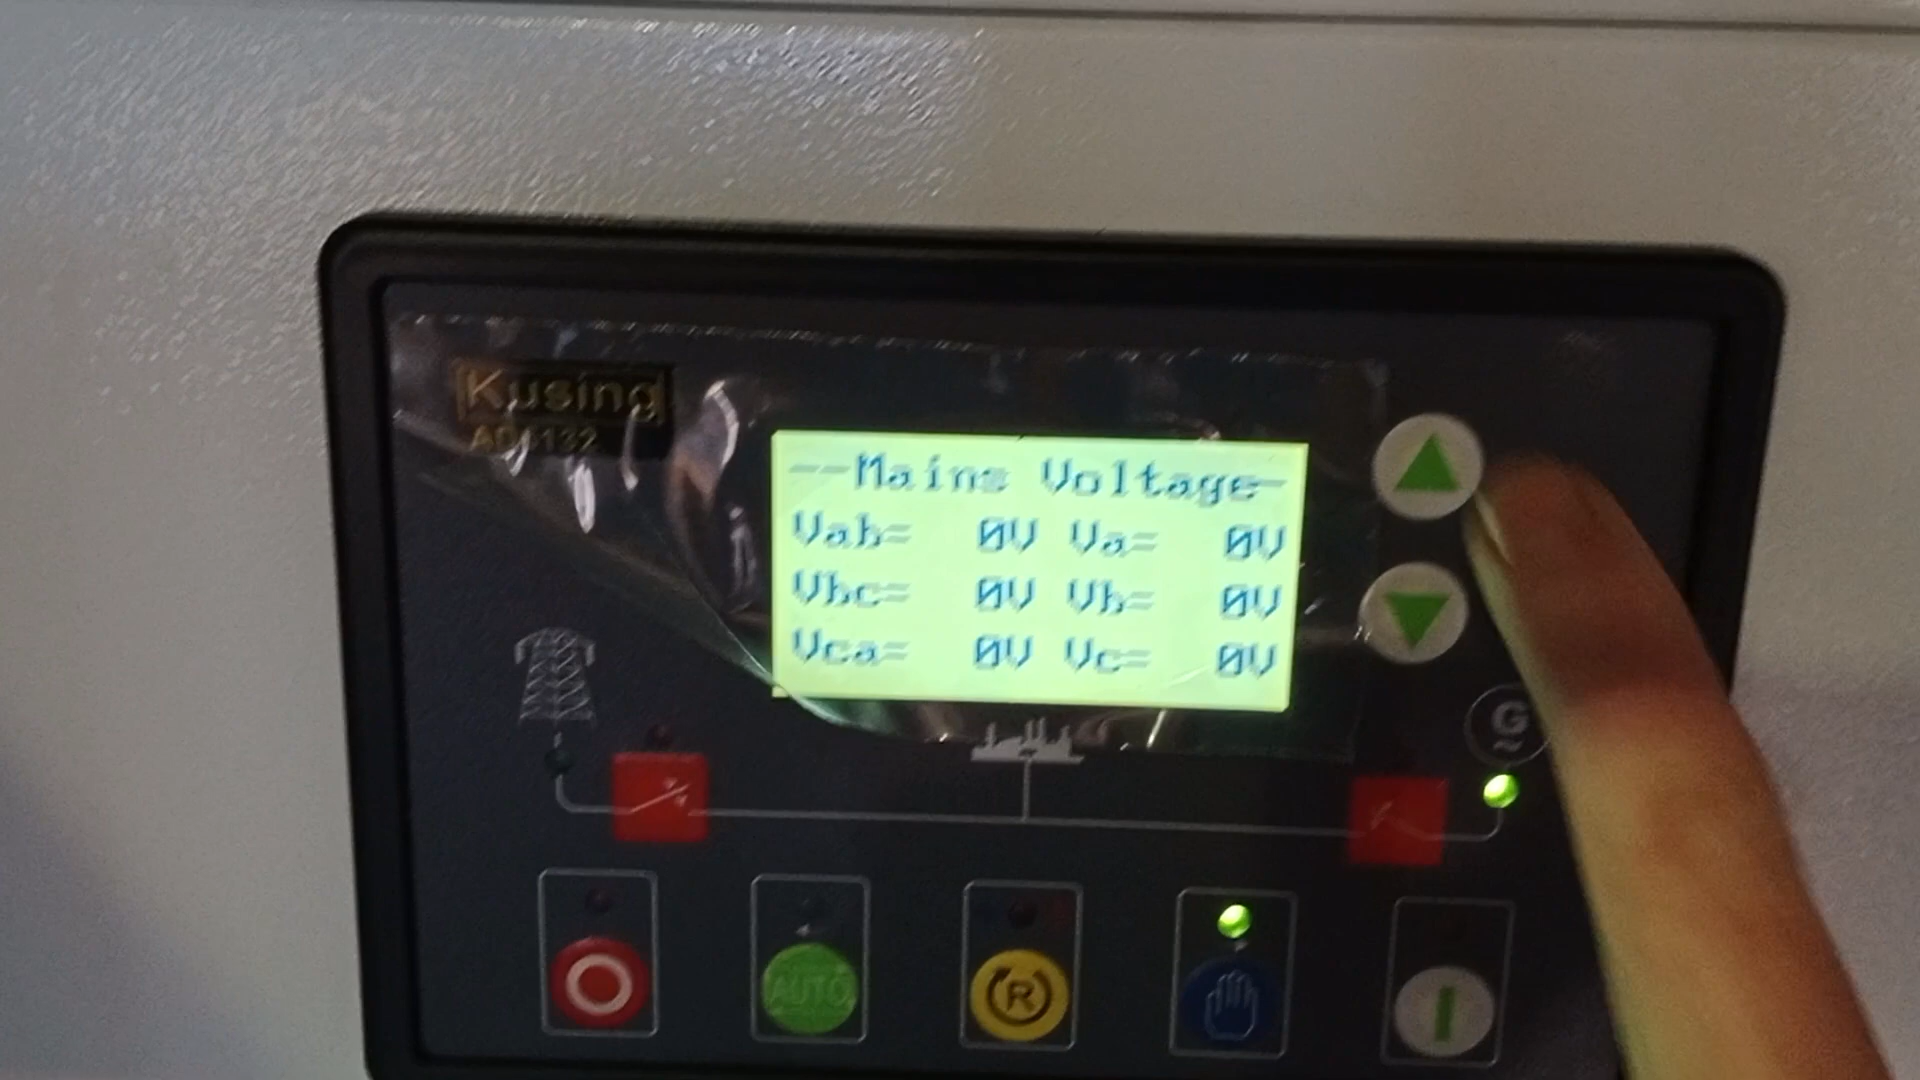 Kusing
--Mains Voltage-
Vab= 0V Va= 0V
Vbc= 0V Vb= 0V
Vca= 0V Vc= 0V
G
AUTO
R